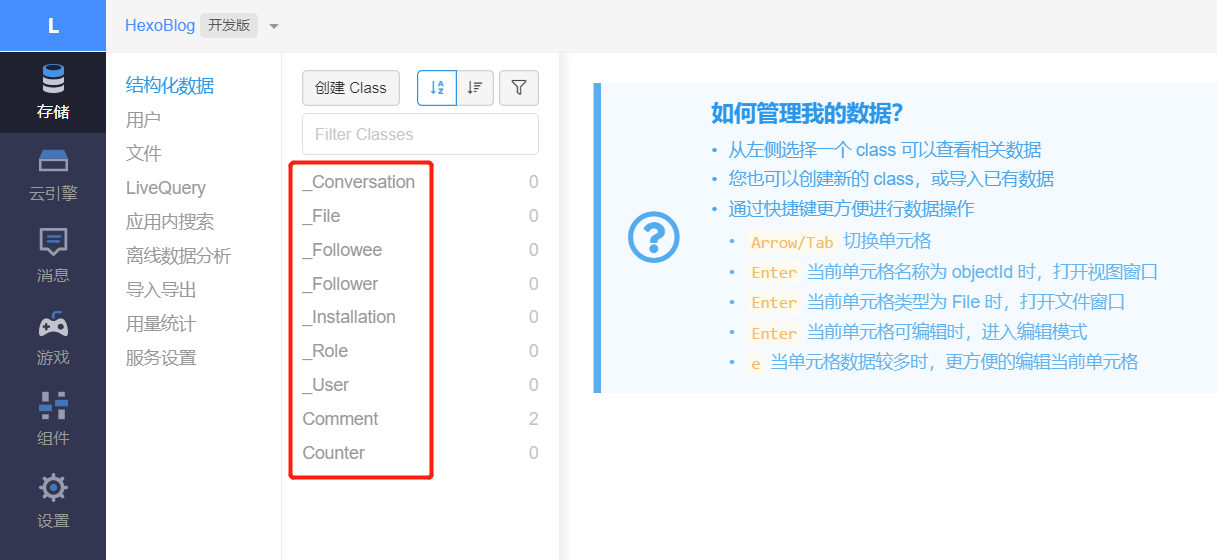 L
HexoBlog 开发版
存储
云引擎
消息
游戏
组件
设置
结构化数据
用户
文件
LiveQuery
应用内搜索
离线数据分析
导入导出
用量统计
服务设置
创建 Class
Filter Classes
_Conversation 0
_File 0
_Followee 0
_Follower 0
_Installation 0
_Role 0
_User 0
Comment 2
Counter 0
如何管理我的数据？
• 从左侧选择一个 class 可以查看相关数据
• 您也可以创建新的 class，或导入已有数据
• 通过快捷键更方便进行数据操作
• Arrow/Tab 切换单元格
• Enter 当前单元格名称为 objectId 时，打开视图窗口
• Enter 当前单元格类型为 File 时，打开文件窗口
• Enter 当前单元格可编辑时，进入编辑模式
• e 当单元格数据较多时，更方便的编辑当前单元格